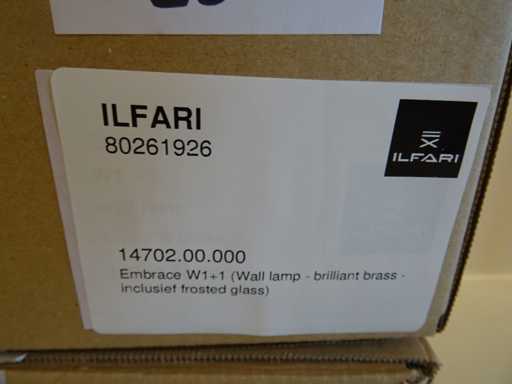 ILFARI
80261926
ILFARI
14702.00.000
Embrace W1+1 (Wall lamp - brilliant brass -
inclusief frosted glass)